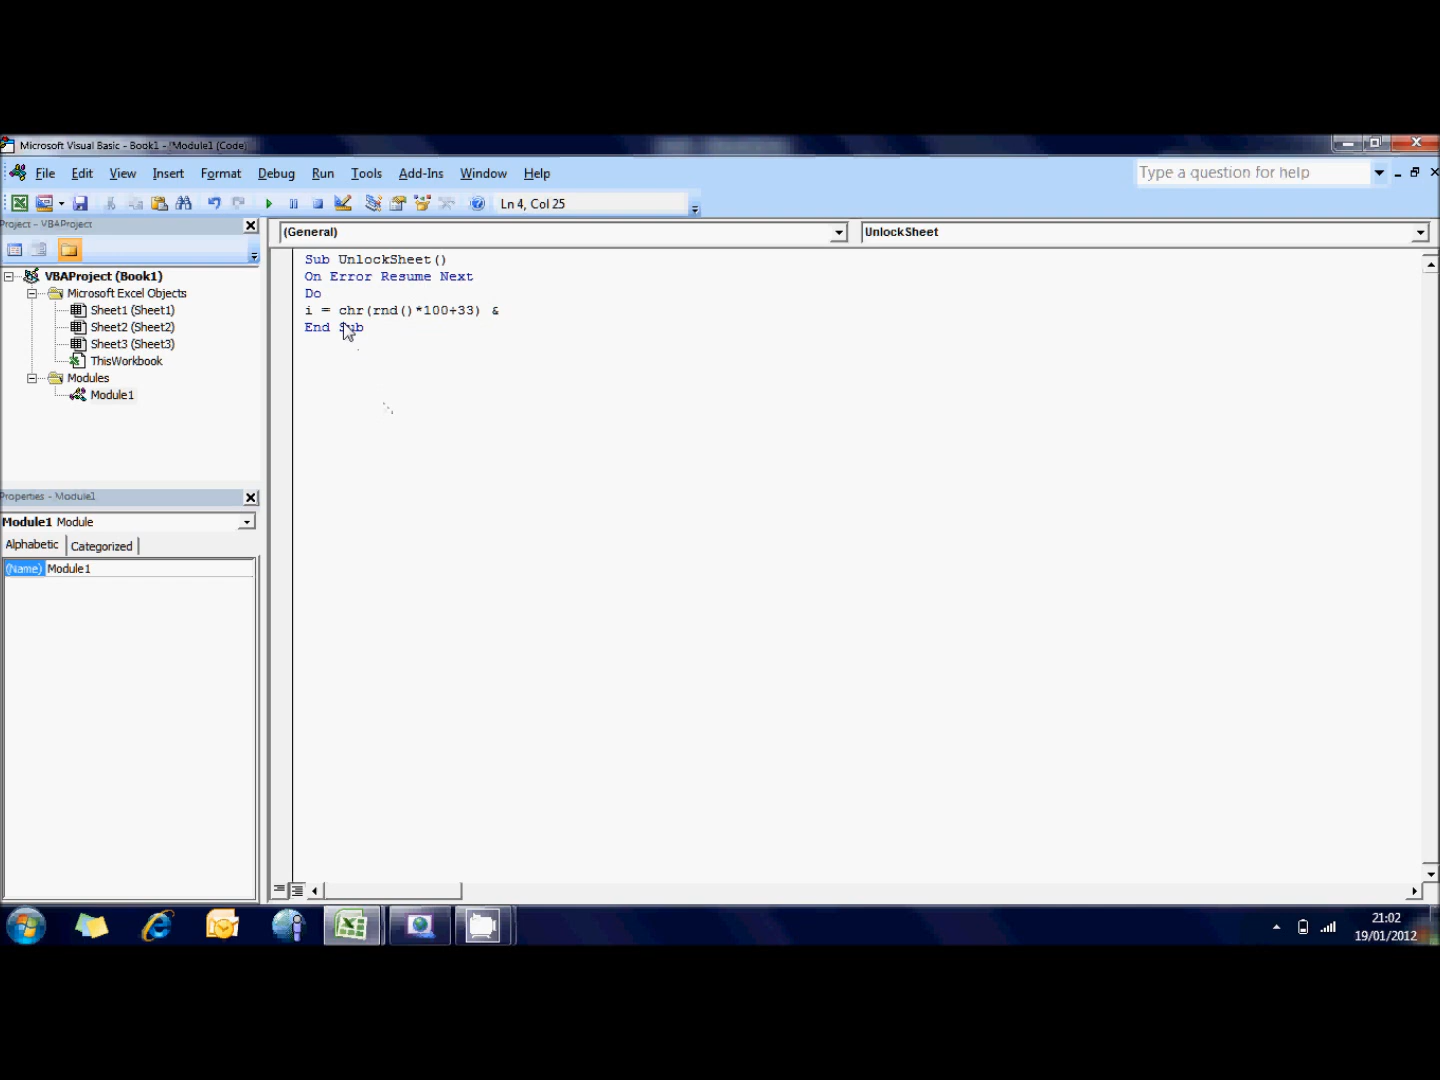 Microsoft Visual Basic - Book1 - [Module1 (Code)]
File Edit View Insert Format Debug Run Tools Add-Ins Window Help
Type a question for help
Ln 4, Col 25
Project - VBAProject
(General)
UnlockSheet
VBAProject (Book1)
Microsoft Excel Objects
Sheet1 (Sheet1)
Sheet2 (Sheet2)
Sheet3 (Sheet3)
ThisWorkbook
Modules
Module1
Sub UnlockSheet()
On Error Resume Next
Do
i = chr(rnd()*100+33) &
End Sub
Properties - Module1
Module1 Module
Alphabetic Categorized
(Name) Module1
21:02
19/01/2012